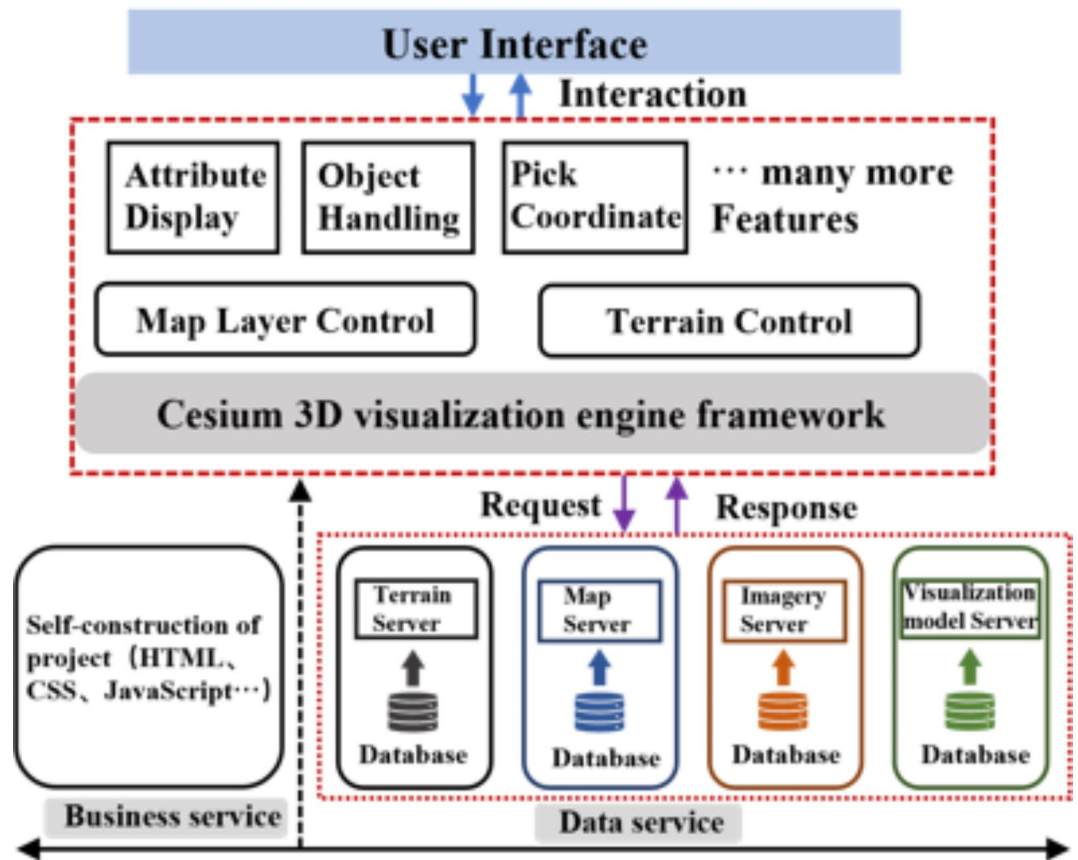 User Interface
Interaction
Attribute
Display
Object
Handling
Pick
Coordinate
··· many more
Features
Map Layer Control
Terrain Control
Cesium 3D visualization engine framework
Request
Response
Self-construction of
project（HTML、
CSS、JavaScript···）
Terrain
Server
Database
Map
Server
Database
Imagery
Server
Database
Visualization
model Server
Database
Business service
Data service